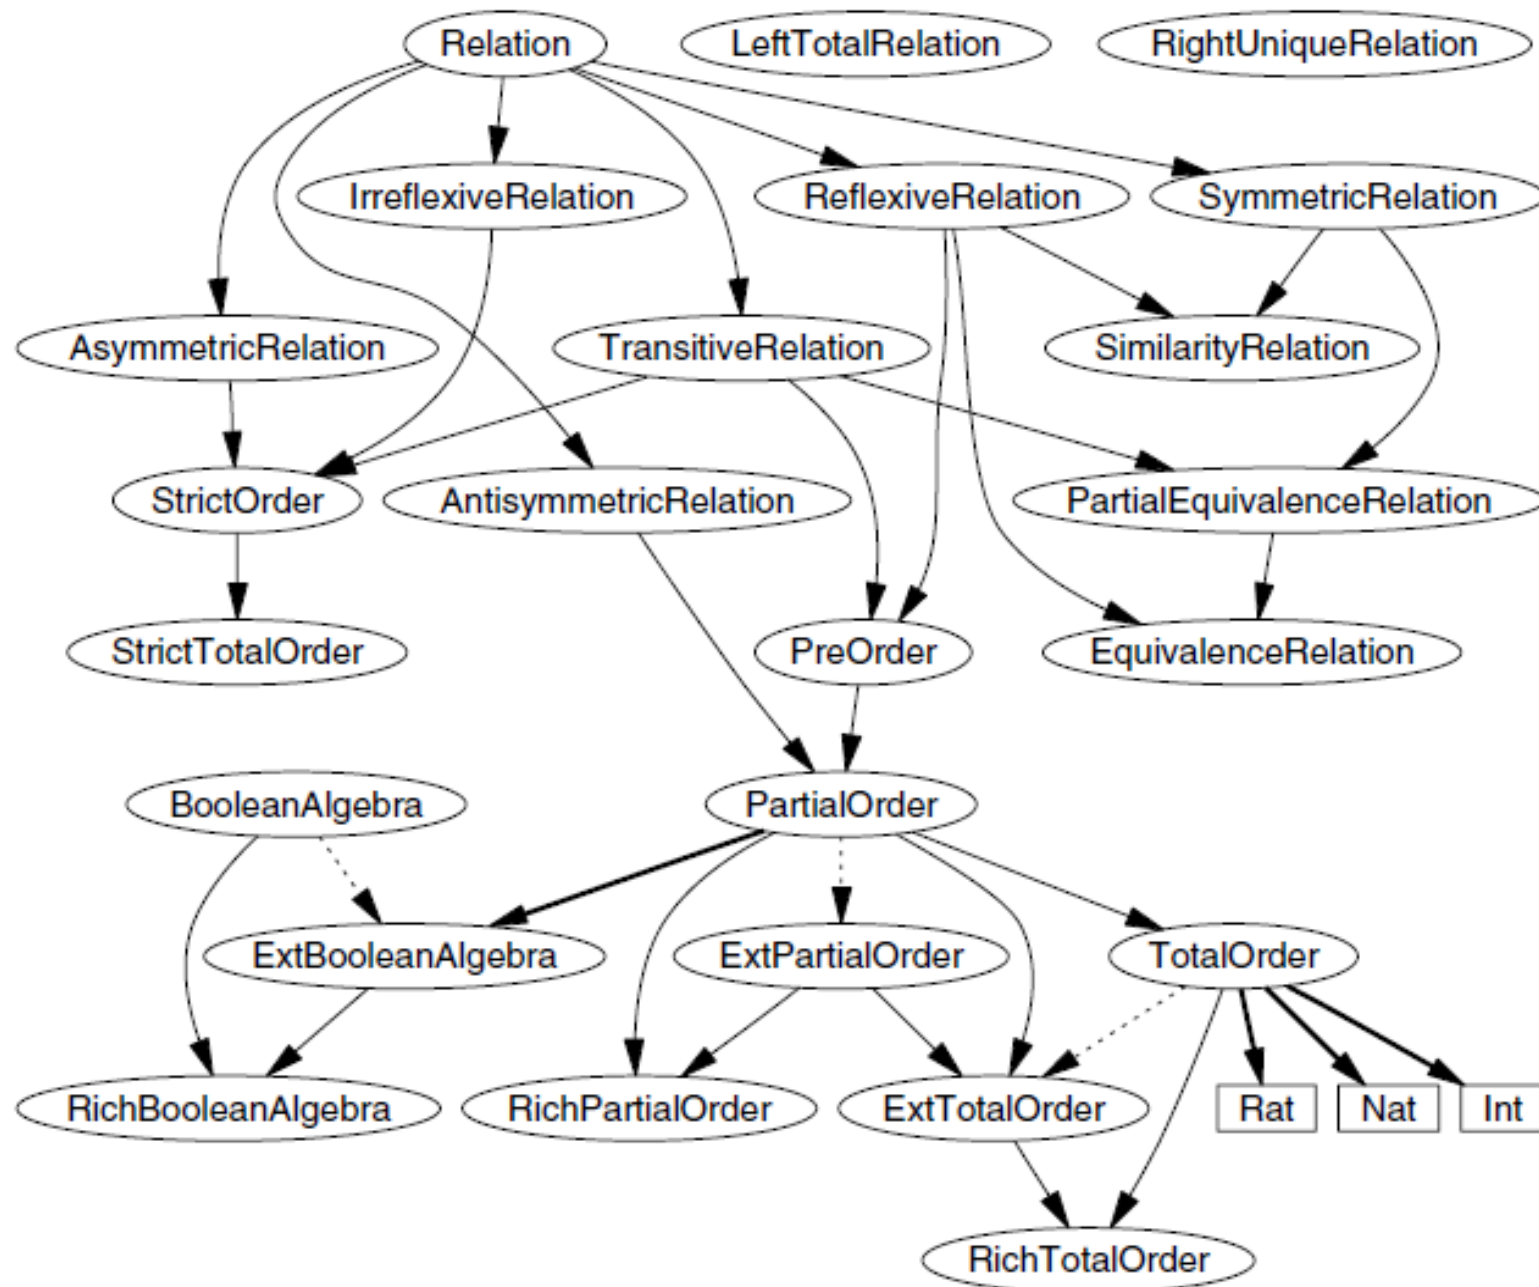 Relation
LeftTotalRelation
RightUniqueRelation
IrreflexiveRelation
ReflexiveRelation
SymmetricRelation
AsymmetricRelation
TransitiveRelation
SimilarityRelation
StrictOrder
AntisymmetricRelation
PartialEquivalenceRelation
StrictTotalOrder
PreOrder
EquivalenceRelation
BooleanAlgebra
PartialOrder
ExtBooleanAlgebra
ExtPartialOrder
TotalOrder
RichBooleanAlgebra
RichPartialOrder
ExtTotalOrder
Rat
Nat
Int
RichTotalOrder